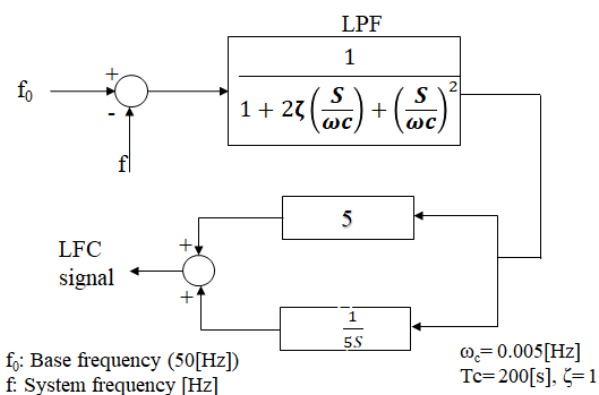 LPF
f₀
+
-
f
1
1 + 2ζ(S/ωc) + (S/ωc)²
5
LFC
signal
+
+
1
5S
f₀: Base frequency (50[Hz])
f: System frequency [Hz]
ω꜀= 0.005[Hz]
Tc= 200[s], ζ= 1